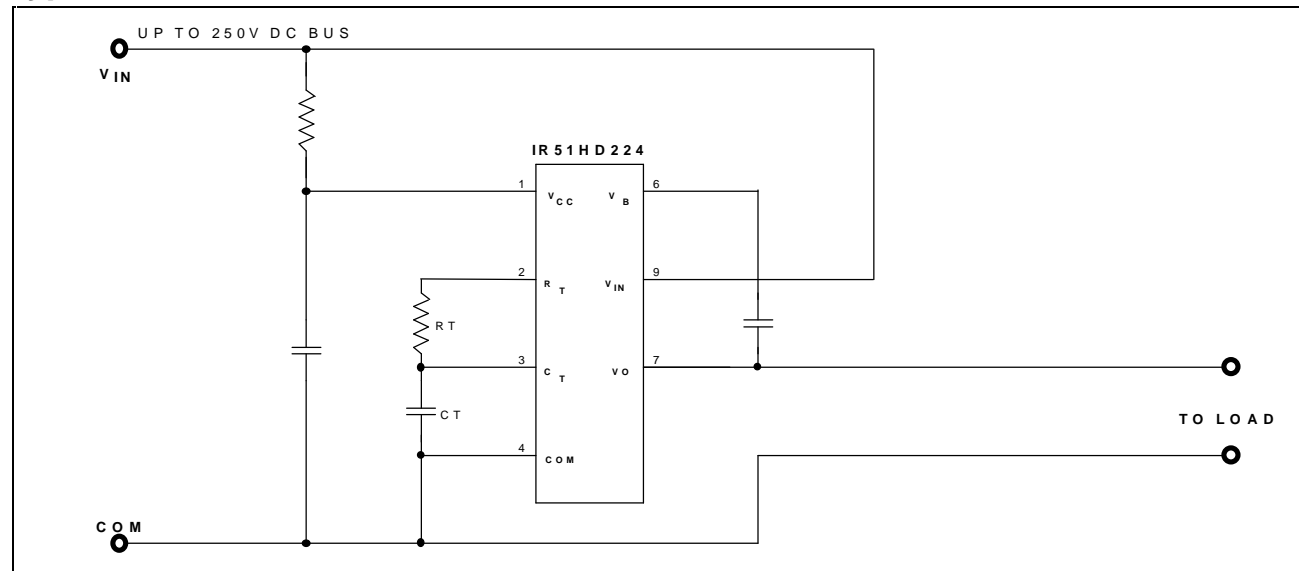 UP TO 250V DC BUS
VIN
IR51HD224
1
VCC
VB
6
2
RT
VIN
9
RT
3
CT
VO
7
CT
TO LOAD
4
COM
COM